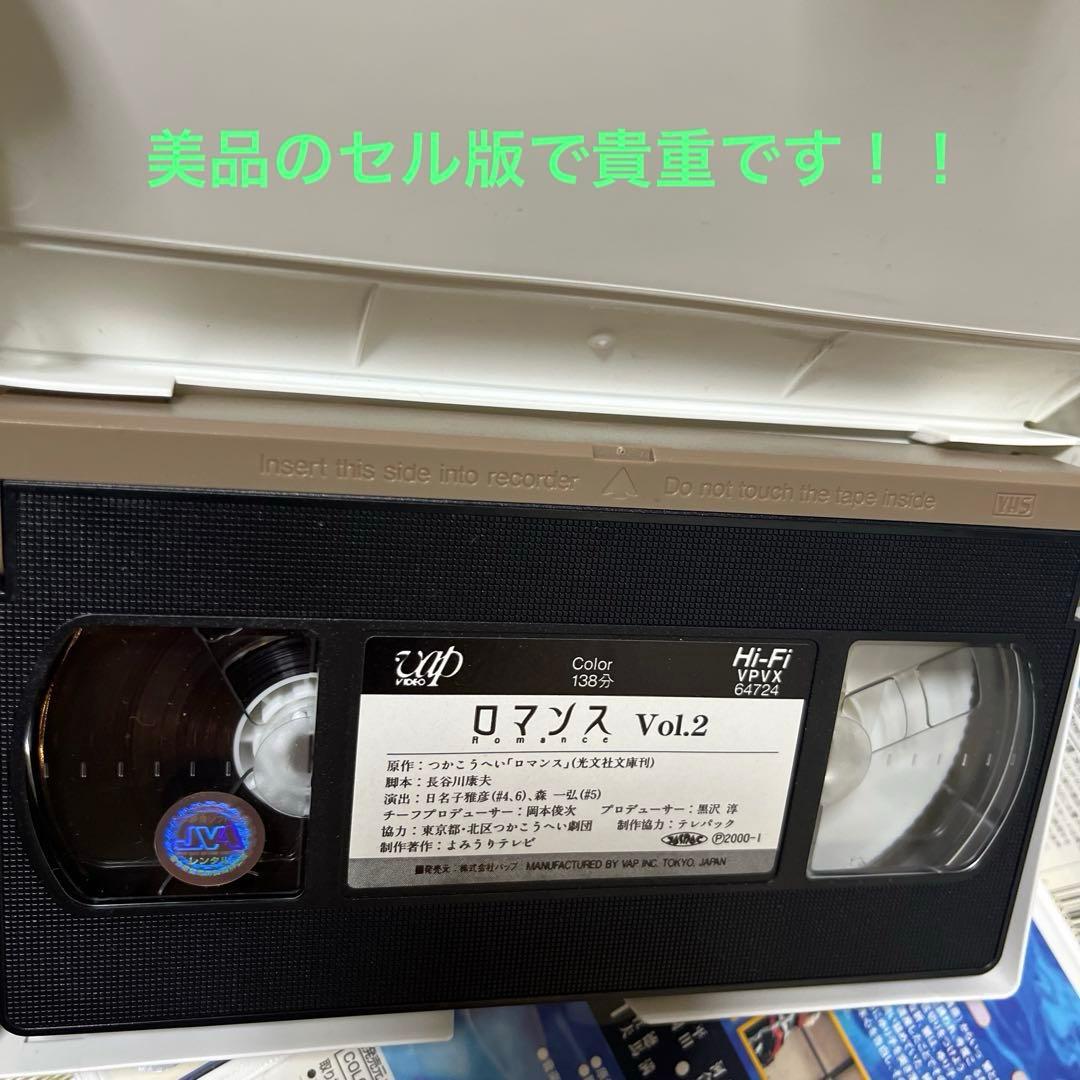 美品のセル版で貴重です！！
Insert this side into recorder
Do not touch the tape inside
VHS
vap
VIDEO
Color
138分
Hi-Fi
VPVX
64724
ロマンス Vol.2
Romance
原作：つかこうへい「ロマンス」(光文社文庫刊)
脚本：長谷川康夫
演出：日名子雅彦(#4、6)、森 一弘(#5)
チーフプロデューサー：岡本俊次 プロデューサー：黒沢 淳
協力：東京都・北区つかこうへい劇団 制作協力：テレパック
制作著作：よみうりテレビ
Ⓟ2000-I
■発売元：株式会社バップ MANUFACTURED BY VAP INC. TOKYO, JAPAN
JVA
レンタル